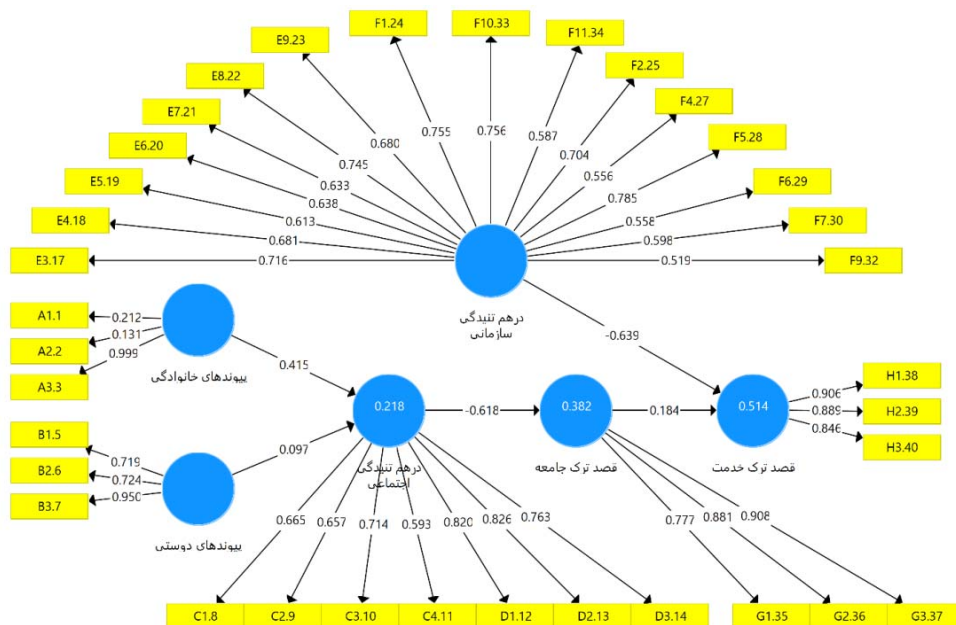 F1.24
F10.33
F11.34
E9.23
F2.25
E8.22
F4.27
E7.21
F5.28
E6.20
F6.29
E5.19
F7.30
E4.18
F9.32
E3.17
0.755
0.756
0.587
0.680
0.704
0.745
0.556
0.633
0.785
0.638
0.558
0.613
0.598
0.681
0.519
0.716
درهم تنیدگی
سازمانی
A1.1
A2.2
A3.3
0.212
0.131
0.999
پیوندهای خانوادگی
0.415
-0.639
B1.5
B2.6
B3.7
0.719
0.724
0.950
پیوندهای دوستی
0.097
0.218
درهم تنیدگی
اجتماعی
-0.618
0.382
قصد ترک جامعه
0.184
0.514
قصد ترک خدمت
0.906
0.889
0.846
H1.38
H2.39
H3.40
0.665
0.657
0.714
0.593
0.820
0.826
0.763
0.777
0.881
0.908
C1.8
C2.9
C3.10
C4.11
D1.12
D2.13
D3.14
G1.35
G2.36
G3.37